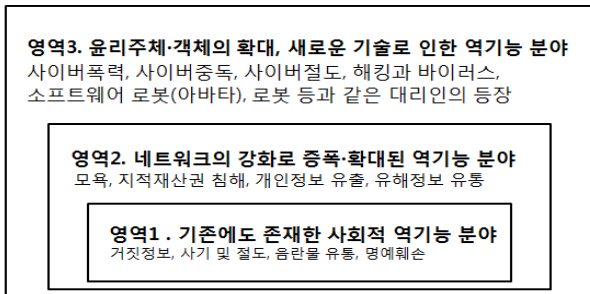 영역3. 윤리주체·객체의 확대, 새로운 기술로 인한 역기능 분야
사이버폭력, 사이버중독, 사이버절도, 해킹과 바이러스,
소프트웨어 로봇(아바타), 로봇 등과 같은 대리인의 등장
영역2. 네트워크의 강화로 증폭·확대된 역기능 분야
모욕, 지적재산권 침해, 개인정보 유출, 유해정보 유통
영역1 . 기존에도 존재한 사회적 역기능 분야
거짓정보, 사기 및 절도, 음란물 유통, 명예훼손